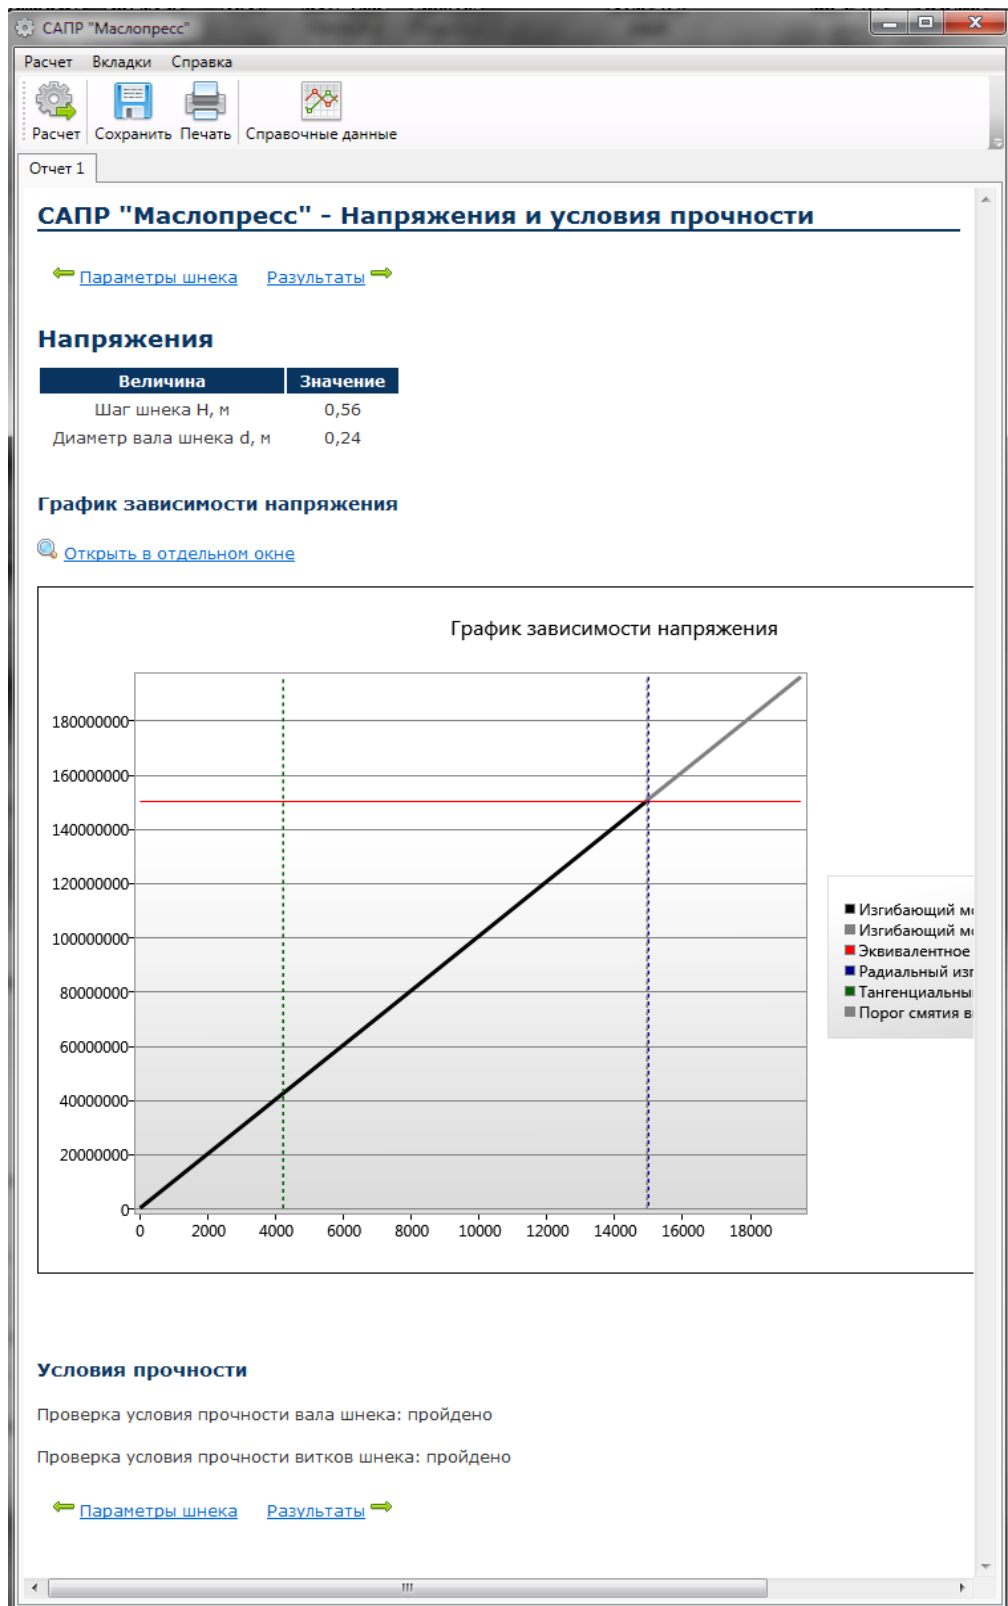 САПР "Маслопресс"
Расчет Вкладки Справка
Расчет Сохранить Печать Справочные данные
Отчет 1
САПР "Маслопресс" - Напряжения и условия прочности
Параметры шнека Результаты
Напряжения
Величина Значение
Шаг шнека H, м 0,56
Диаметр вала шнека d, м 0,24
График зависимости напряжения
Открыть в отдельном окне
График зависимости напряжения
180000000
160000000
140000000
120000000
100000000
80000000
60000000
40000000
20000000
0
0 2000 4000 6000 8000 10000 12000 14000 16000 18000
Изгибающий
Изгибающий
Эквивалентное
Радиальный
Тангенциальны
Порог смятия в
Условия прочности
Проверка условия прочности вала шнека: пройдено
Проверка условия прочности витков шнека: пройдено
Параметры шнека Результаты